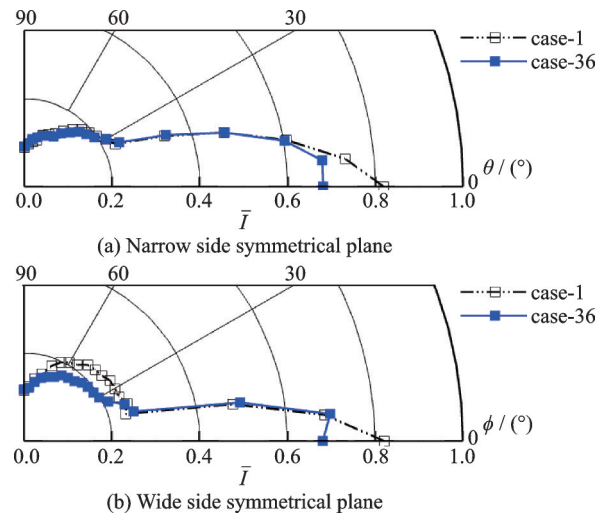 90
60
30
case-1
case-36
0
θ / (°)
0.0 0.2 0.4 0.6 0.8 1.0
Ī
(a) Narrow side symmetrical plane
90
60
30
case-1
case-36
ϕ / (°)
0
0.0 0.2 0.4 0.6 0.8 1.0
Ī
(b) Wide side symmetrical plane